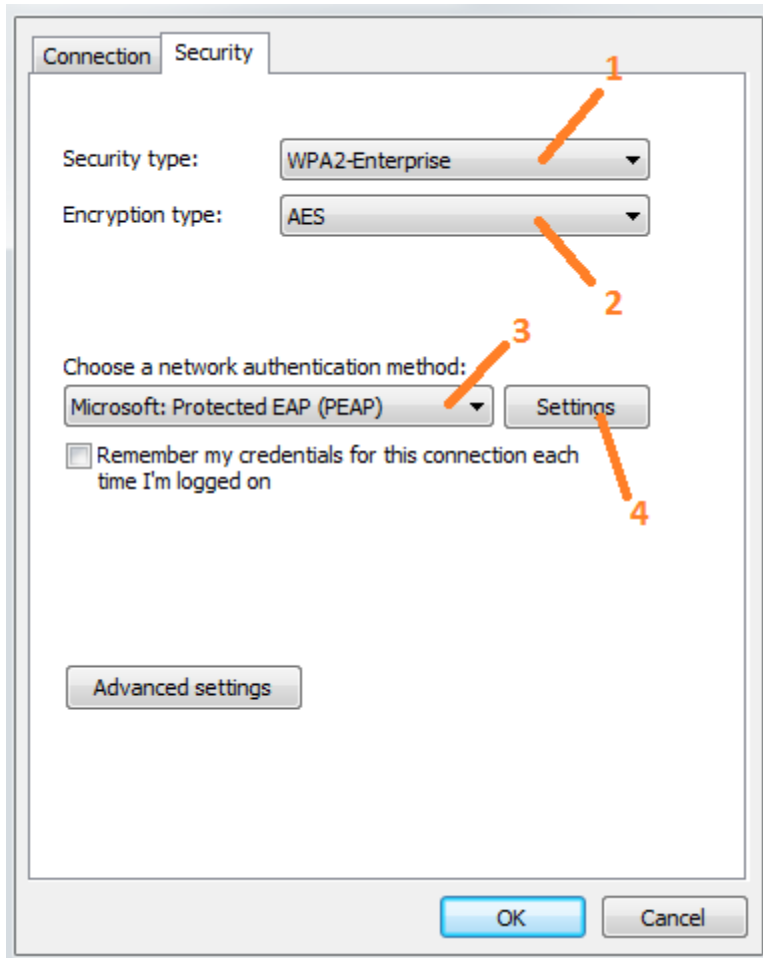 Connection Security
1
Security type: WPA2-Enterprise
Encryption type: AES
2
3
Choose a network authentication method:
Microsoft: Protected EAP (PEAP) Settings
Remember my credentials for this connection each
time I'm logged on
4
Advanced settings
OK Cancel